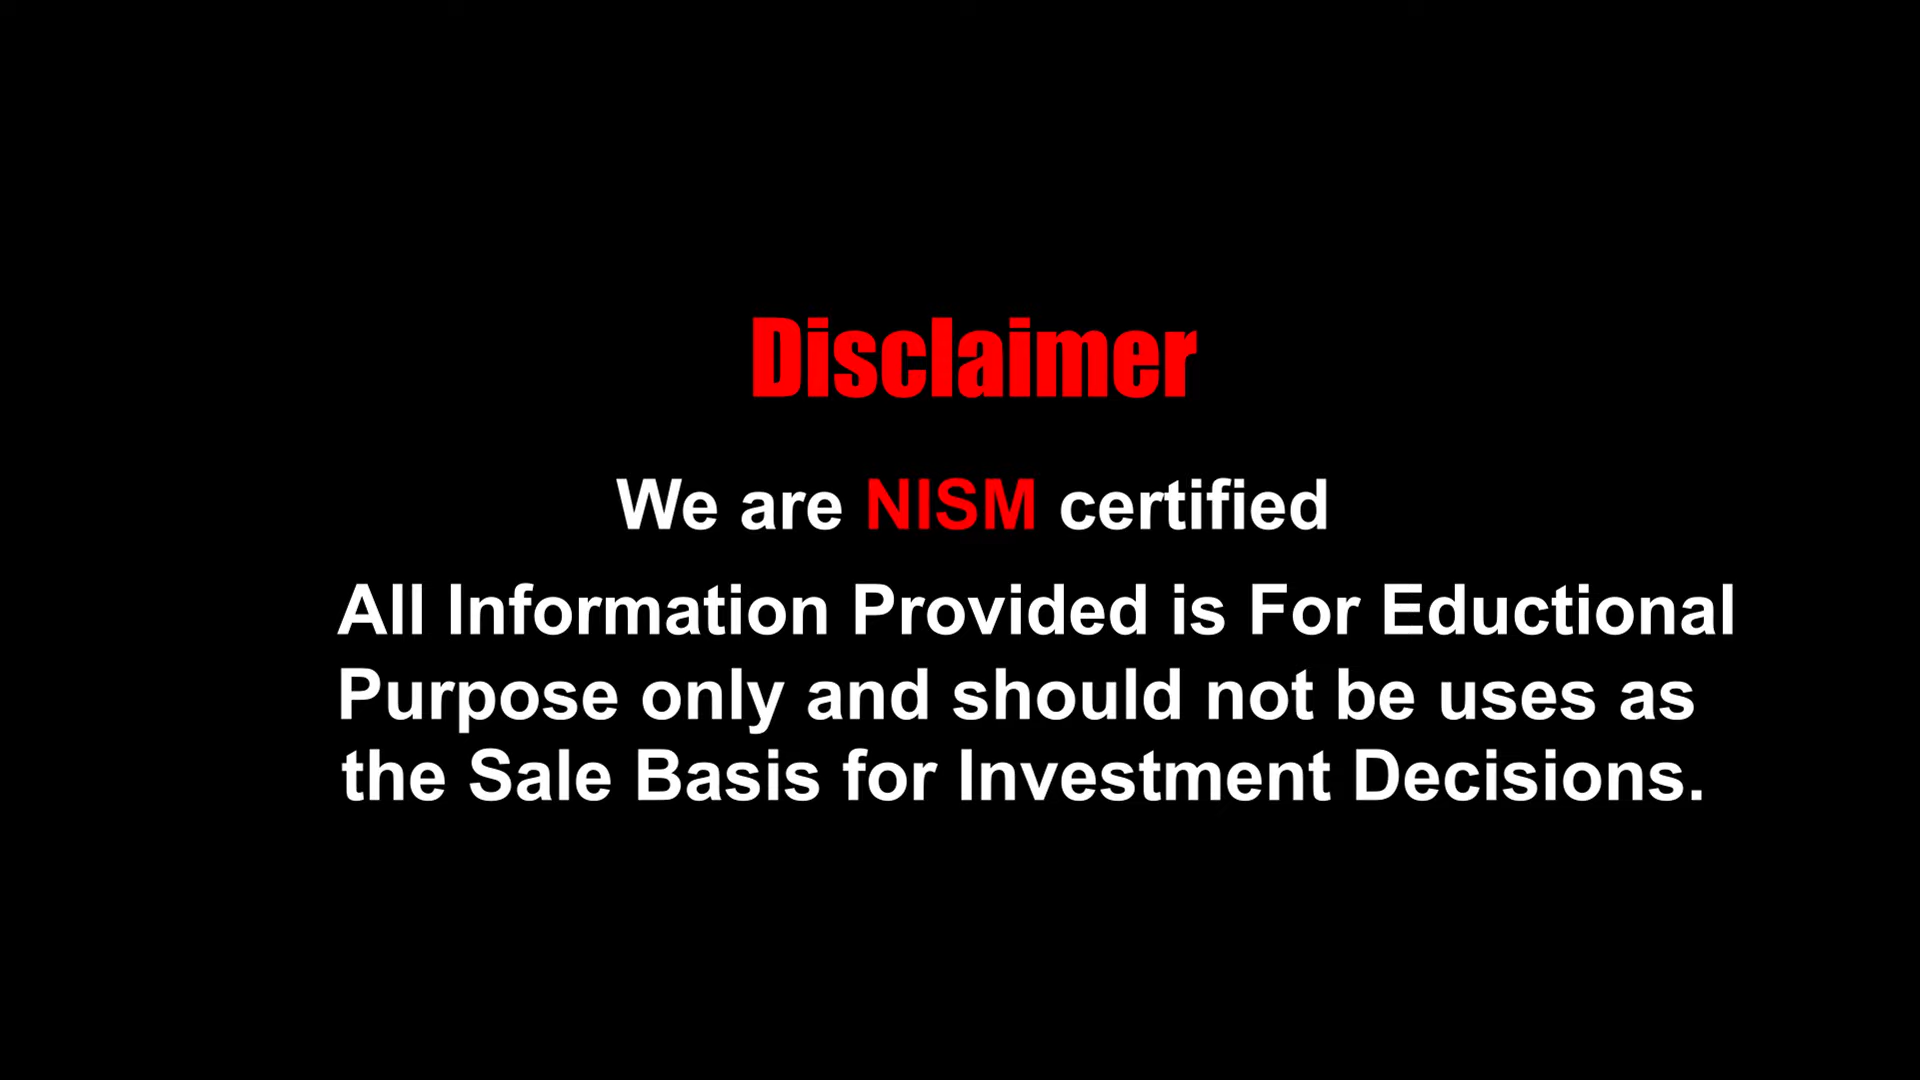 Disclaimer
We are NISM certified
All Information Provided is For Eductional
Purpose only and should not be uses as
the Sale Basis for Investment Decisions.